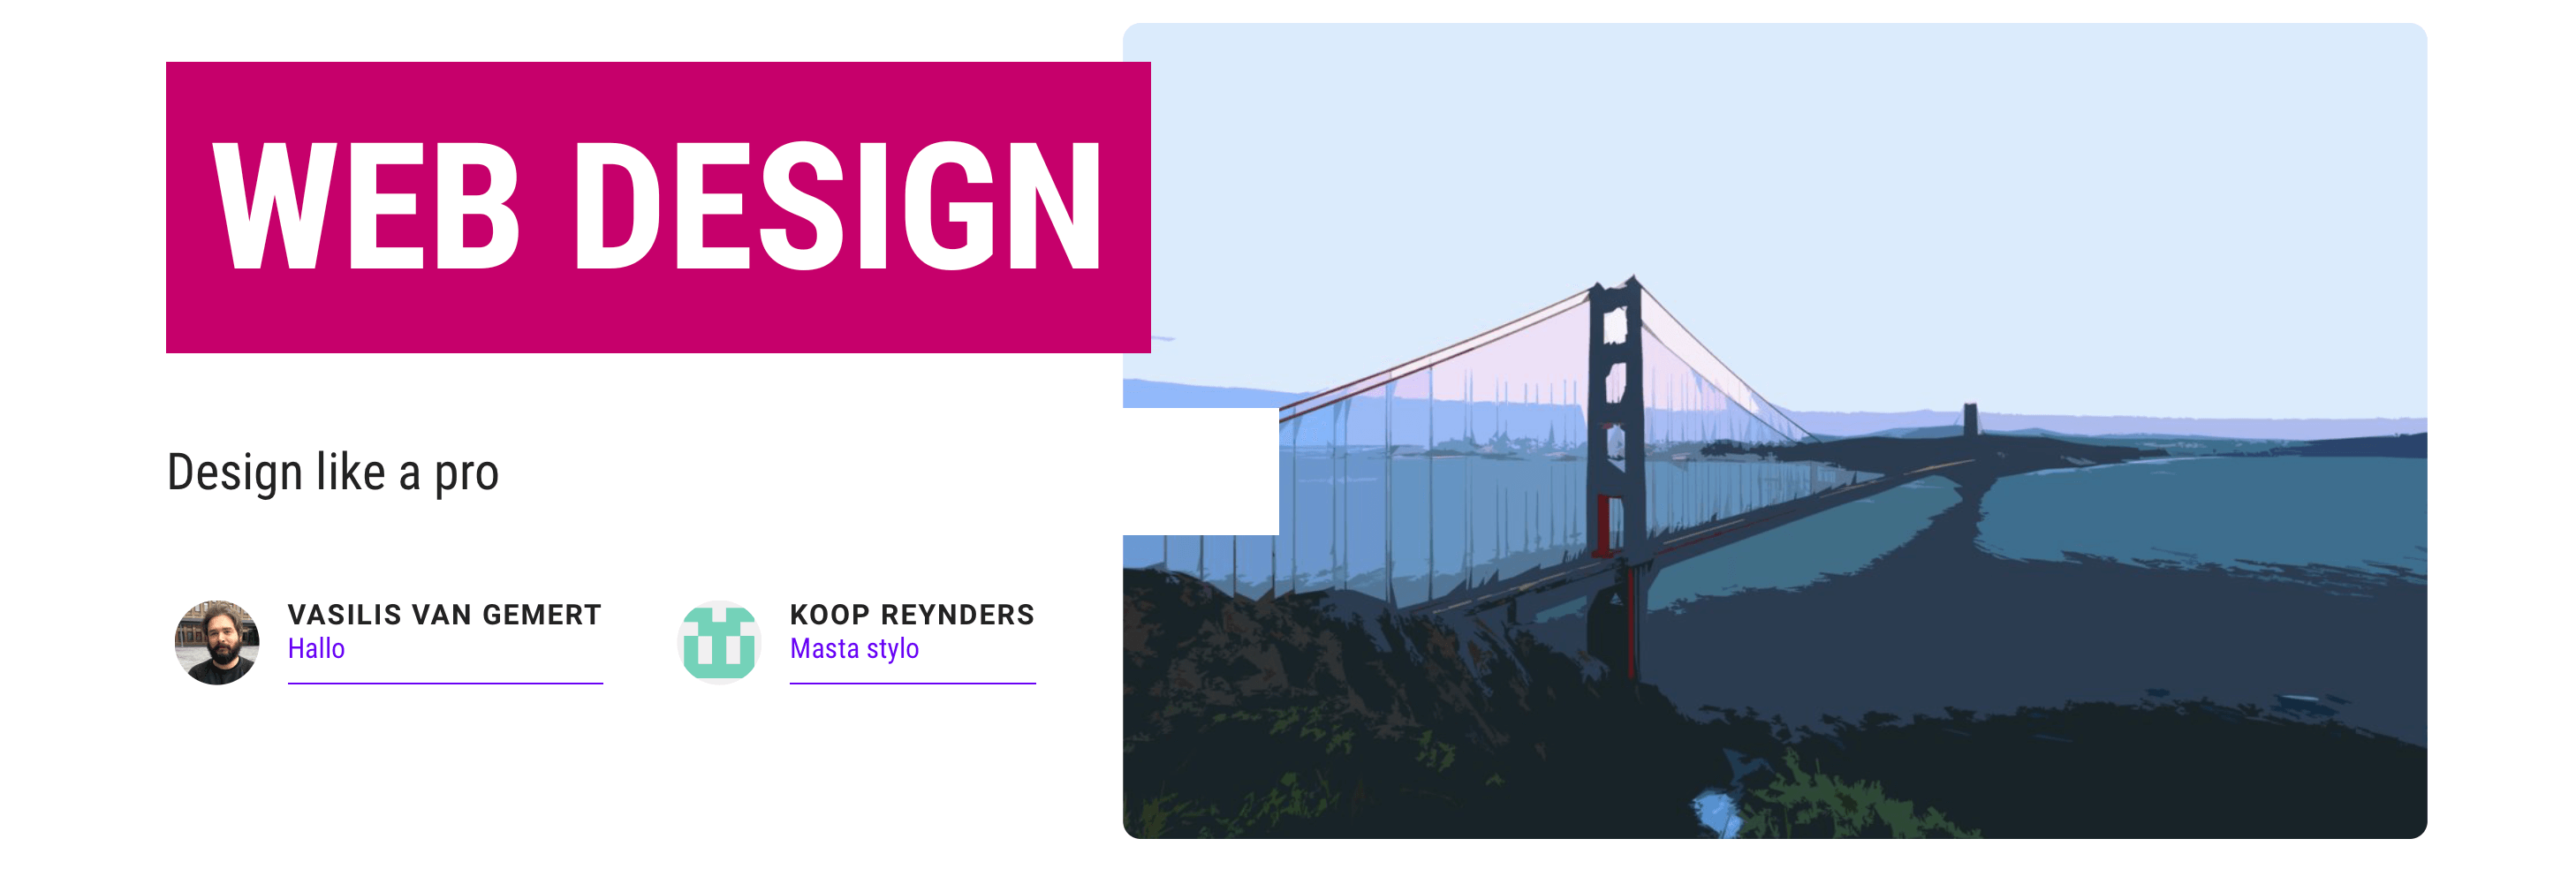 WEB DESIGN
Design like a pro
VASILIS VAN GEMERT
Hallo
KOOP REYNDERS
Masta stylo